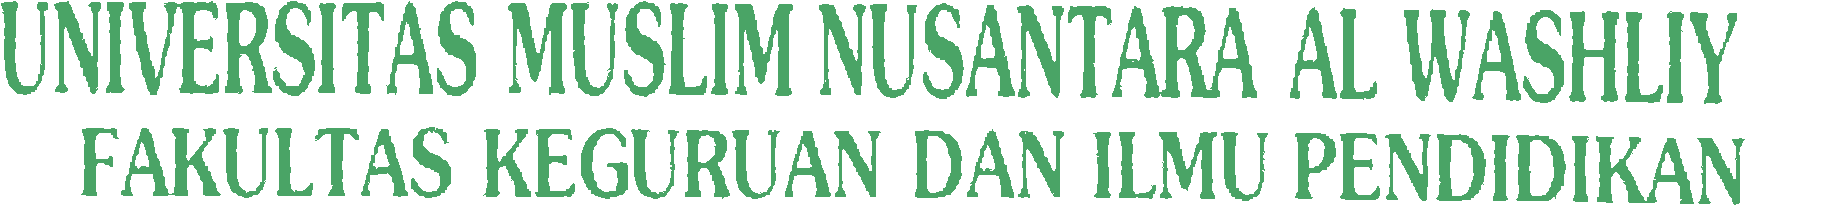 UNIVERSITAS MUSLIM NUSANTARA AL WASHLIY
FAKULTAS KEGURUAN DAN ILMU PENDIDIKAN